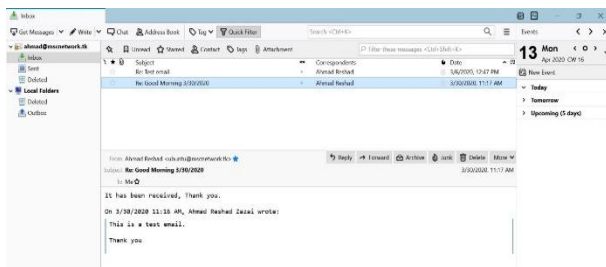 Inbox
Get Messages Write Chat Address Book Tag Quick Filter Search <Ctrl+K> Events
ahmad@mscnetwork.tk
Inbox
Sent
Deleted
Local Folders
Deleted
Outbox
Unread Starred Contact Tags Attachment Filter these messages <Ctrl+Shift+K>
Subject Correspondents Date
Re: Test email Ahmad Reshad 5/6/2020, 12:47 PM
Re: Good Morning 3/30/2020 Ahmad Reshad 3/30/2020, 11:17 AM
From Ahmad Reshad <ubuntu@mscnetwork.tk> Reply Forward Archive Junk Delete More
Subject Re: Good Morning 3/30/2020 3/30/2020, 11:17 AM
To Me
It has been received, Thank you.
On 3/30/2020 11:16 AM, Ahmad Reshad Zazai wrote:
This is a test email.
Thank you
13 Mon
Apr 2020 CW 16
New Event
Today
Tomorrow
Upcoming (5 days)